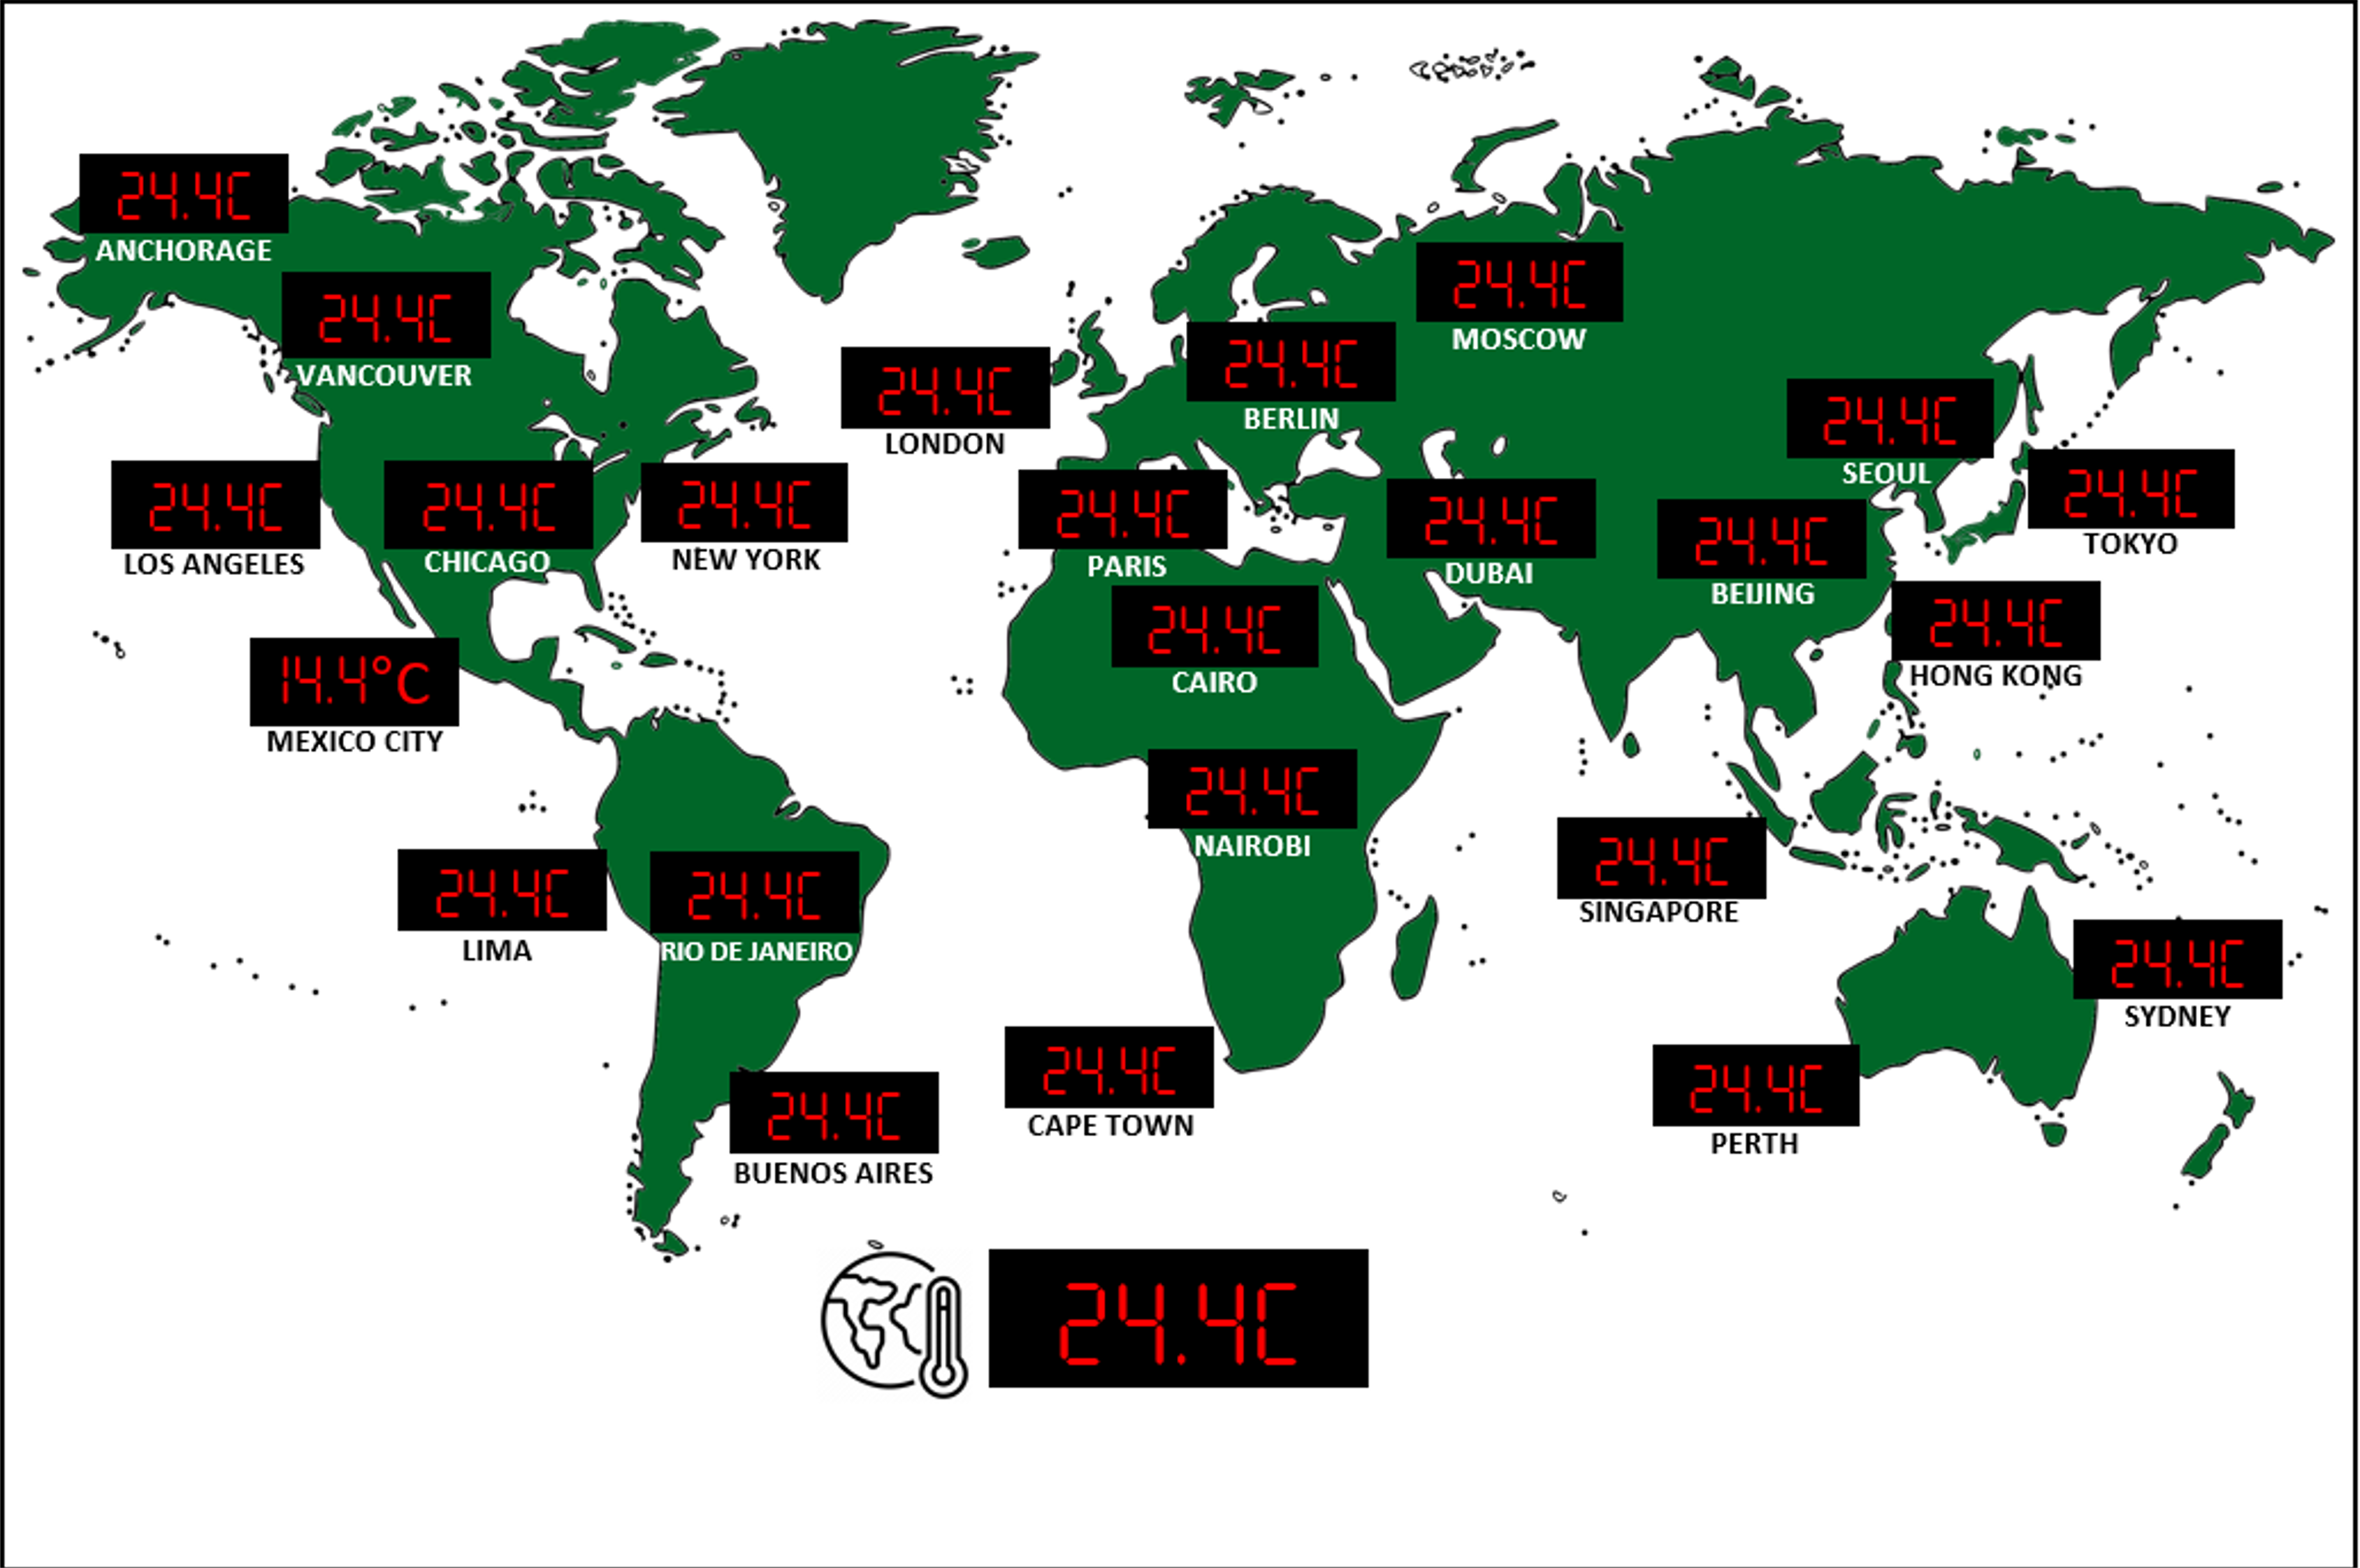 24.4C
ANCHORAGE
24.4C
VANCOUVER
24.4C
MOSCOW
24.4C
BERLIN
24.4C
LONDON
24.4C
SEOUL
24.4C
TOKYO
24.4C
LOS ANGELES
24.4C
CHICAGO
24.4C
NEW YORK
24.4C
PARIS
24.4C
DUBAI
24.4C
BEIJING
24.4C
CAIRO
24.4C
HONG KONG
14.4°C
MEXICO CITY
24.4C
NAIROBI
24.4C
SINGAPORE
24.4C
LIMA
24.4C
RIO DE JANEIRO
24.4C
SYDNEY
24.4C
CAPE TOWN
24.4C
PERTH
24.4C
BUENOS AIRES
24.4C